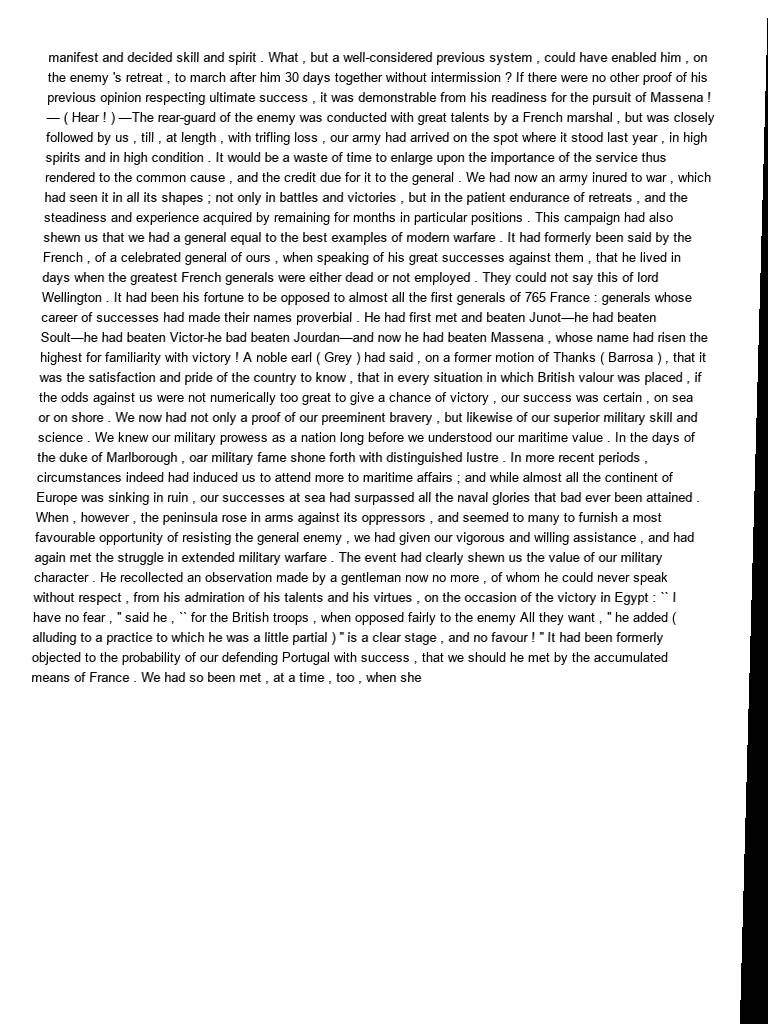 manifest and decided skill and spirit . What , but a well-considered previous system , could have enabled him , on
the enemy 's retreat , to march after him 30 days together without intermission ? If there were no other proof of his
previous opinion respecting ultimate success , it was demonstrable from his readiness for the pursuit of Massena !
— ( Hear ! ) —The rear-guard of the enemy was conducted with great talents by a French marshal , but was closely
followed by us , till , at length , with trifling loss , our army had arrived on the spot where it stood last year , in high
spirits and in high condition . It would be a waste of time to enlarge upon the importance of the service thus
rendered to the common cause , and the credit due for it to the general . We had now an army inured to war , which
had seen it in all its shapes ; not only in battles and victories , but in the patient endurance of retreats , and the
steadiness and experience acquired by remaining for months in particular positions . This campaign had also
shewn us that we had a general equal to the best examples of modern warfare . It had formerly been said by the
French , of a celebrated general of ours , when speaking of his great successes against them , that he lived in
days when the greatest French generals were either dead or not employed . They could not say this of lord
Wellington . It had been his fortune to be opposed to almost all the first generals of 765 France : generals whose
career of successes had made their names proverbial . He had first met and beaten Junot—he had beaten
Soult—he had beaten Victor-he bad beaten Jourdan—and now he had beaten Massena , whose name had risen the
highest for familiarity with victory ! A noble earl ( Grey ) had said , on a former motion of Thanks ( Barrosa ) , that it
was the satisfaction and pride of the country to know , that in every situation in which British valour was placed , if
the odds against us were not numerically too great to give a chance of victory , our success was certain , on sea
or on shore . We now had not only a proof of our preeminent bravery , but likewise of our superior military skill and
science . We knew our military prowess as a nation long before we understood our maritime value . In the days of
the duke of Marlborough , oar military fame shone forth with distinguished lustre . In more recent periods ,
circumstances indeed had induced us to attend more to maritime affairs ; and while almost all the continent of
Europe was sinking in ruin , our successes at sea had surpassed all the naval glories that bad ever been attained .
When , however , the peninsula rose in arms against its oppressors , and seemed to many to furnish a most
favourable opportunity of resisting the general enemy , we had given our vigorous and willing assistance , and had
again met the struggle in extended military warfare . The event had clearly shewn us the value of our military
character . He recollected an observation made by a gentleman now no more , of whom he could never speak
without respect , from his admiration of his talents and his virtues , on the occasion of the victory in Egypt : `` I
have no fear , " said he , `` for the British troops , when opposed fairly to the enemy All they want , " he added (
alluding to a practice to which he was a little partial ) " is a clear stage , and no favour ! " It had been formerly
objected to the probability of our defending Portugal with success , that we should he met by the accumulated
means of France . We had so been met , at a time , too , when she